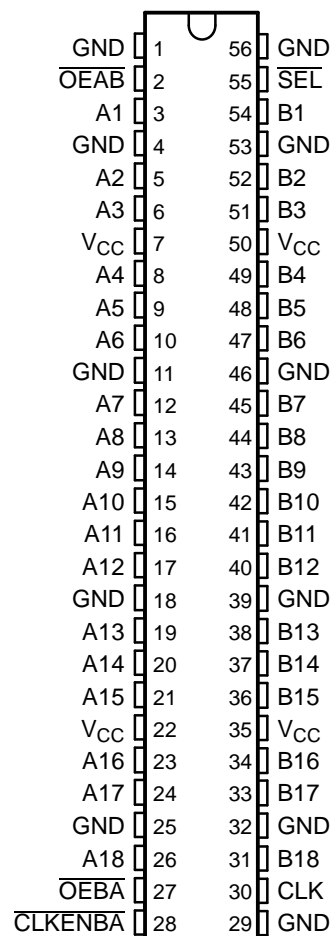 GND 1 56 GND
O̅E̅A̅B̅ 2 55 S̅E̅L̅
A1 3 54 B1
GND 4 53 GND
A2 5 52 B2
A3 6 51 B3
VCC 7 50 VCC
A4 8 49 B4
A5 9 48 B5
A6 10 47 B6
GND 11 46 GND
A7 12 45 B7
A8 13 44 B8
A9 14 43 B9
A10 15 42 B10
A11 16 41 B11
A12 17 40 B12
GND 18 39 GND
A13 19 38 B13
A14 20 37 B14
A15 21 36 B15
VCC 22 35 VCC
A16 23 34 B16
A17 24 33 B17
GND 25 32 GND
A18 26 31 B18
O̅E̅B̅A̅ 27 30 CLK
C̅L̅K̅E̅N̅B̅A̅ 28 29 GND